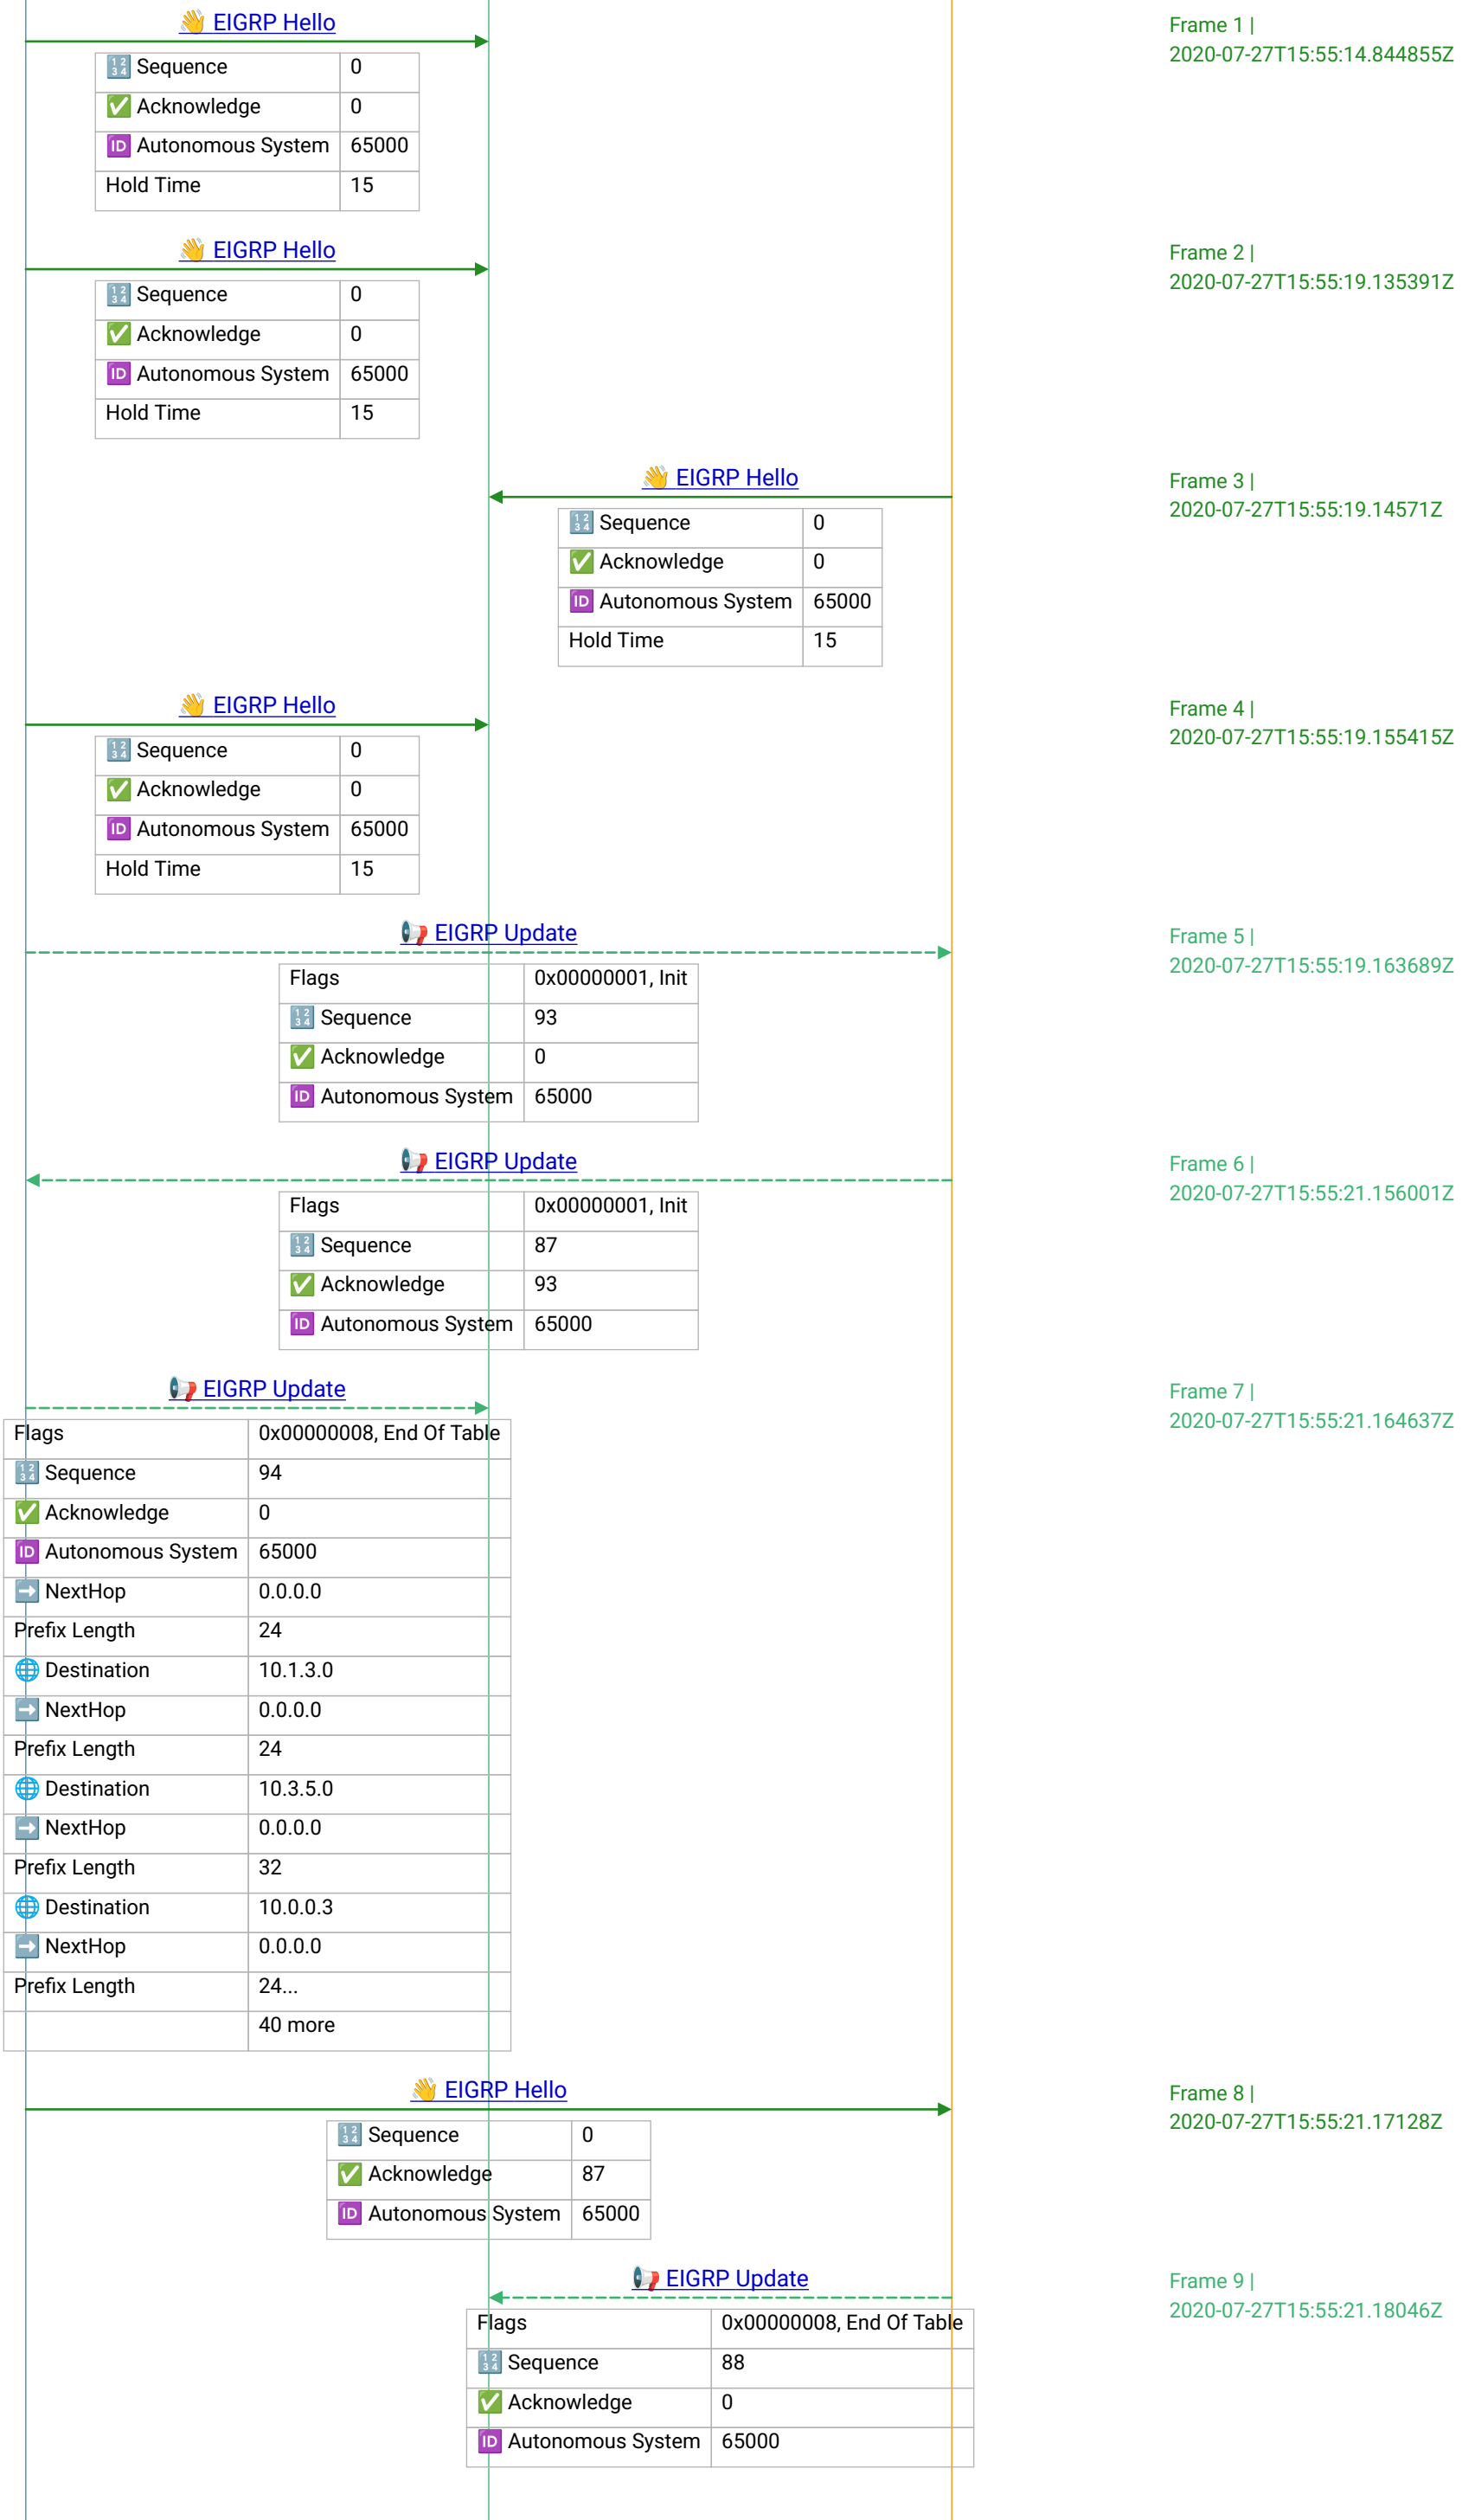 👋 EIGRP Hello
Frame 1 |
2020-07-27T15:55:14.844855Z
🔢 Sequence 0
✅ Acknowledge 0
🆔 Autonomous System 65000
Hold Time 15
👋 EIGRP Hello
Frame 2 |
2020-07-27T15:55:19.135391Z
🔢 Sequence 0
✅ Acknowledge 0
🆔 Autonomous System 65000
Hold Time 15
👋 EIGRP Hello
Frame 3 |
2020-07-27T15:55:19.14571Z
🔢 Sequence 0
✅ Acknowledge 0
🆔 Autonomous System 65000
Hold Time 15
👋 EIGRP Hello
Frame 4 |
2020-07-27T15:55:19.155415Z
🔢 Sequence 0
✅ Acknowledge 0
🆔 Autonomous System 65000
Hold Time 15
📢 EIGRP Update
Frame 5 |
2020-07-27T15:55:19.163689Z
Flags 0x00000001, Init
🔢 Sequence 93
✅ Acknowledge 0
🆔 Autonomous System 65000
📢 EIGRP Update
Frame 6 |
2020-07-27T15:55:21.156001Z
Flags 0x00000001, Init
🔢 Sequence 87
✅ Acknowledge 93
🆔 Autonomous System 65000
📢 EIGRP Update
Frame 7 |
2020-07-27T15:55:21.164637Z
Flags 0x00000008, End Of Table
🔢 Sequence 94
✅ Acknowledge 0
🆔 Autonomous System 65000
➡️ NextHop 0.0.0.0
Prefix Length 24
🌐 Destination 10.1.3.0
➡️ NextHop 0.0.0.0
Prefix Length 24
🌐 Destination 10.3.5.0
➡️ NextHop 0.0.0.0
Prefix Length 32
🌐 Destination 10.0.0.3
➡️ NextHop 0.0.0.0
Prefix Length 24...
40 more
👋 EIGRP Hello
Frame 8 |
2020-07-27T15:55:21.17128Z
🔢 Sequence 0
✅ Acknowledge 87
🆔 Autonomous System 65000
📢 EIGRP Update
Frame 9 |
2020-07-27T15:55:21.18046Z
Flags 0x00000008, End Of Table
🔢 Sequence 88
✅ Acknowledge 0
🆔 Autonomous System 65000